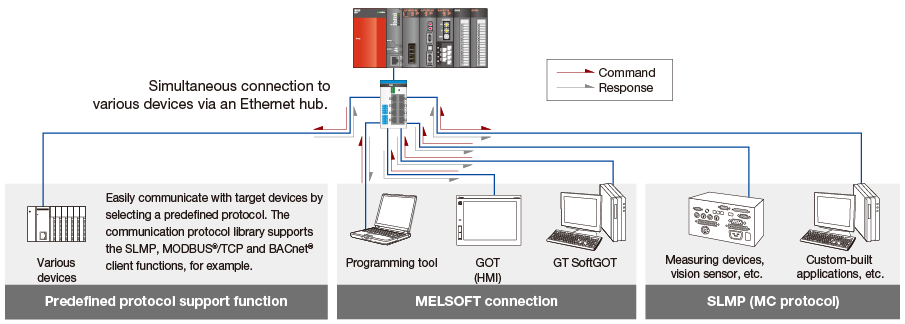 Simultaneous connection to
various devices via an Ethernet hub.
Command
Response
Easily communicate with target devices by
selecting a predefined protocol. The
communication protocol library supports
the SLMP, MODBUS®/TCP and BACnet®
client functions, for example.
Various
devices
Predefined protocol support function
Programming tool
GOT
(HMI)
GT SoftGOT
MELSOFT connection
Measuring devices,
vision sensor, etc.
Custom-built
applications, etc.
SLMP (MC protocol)